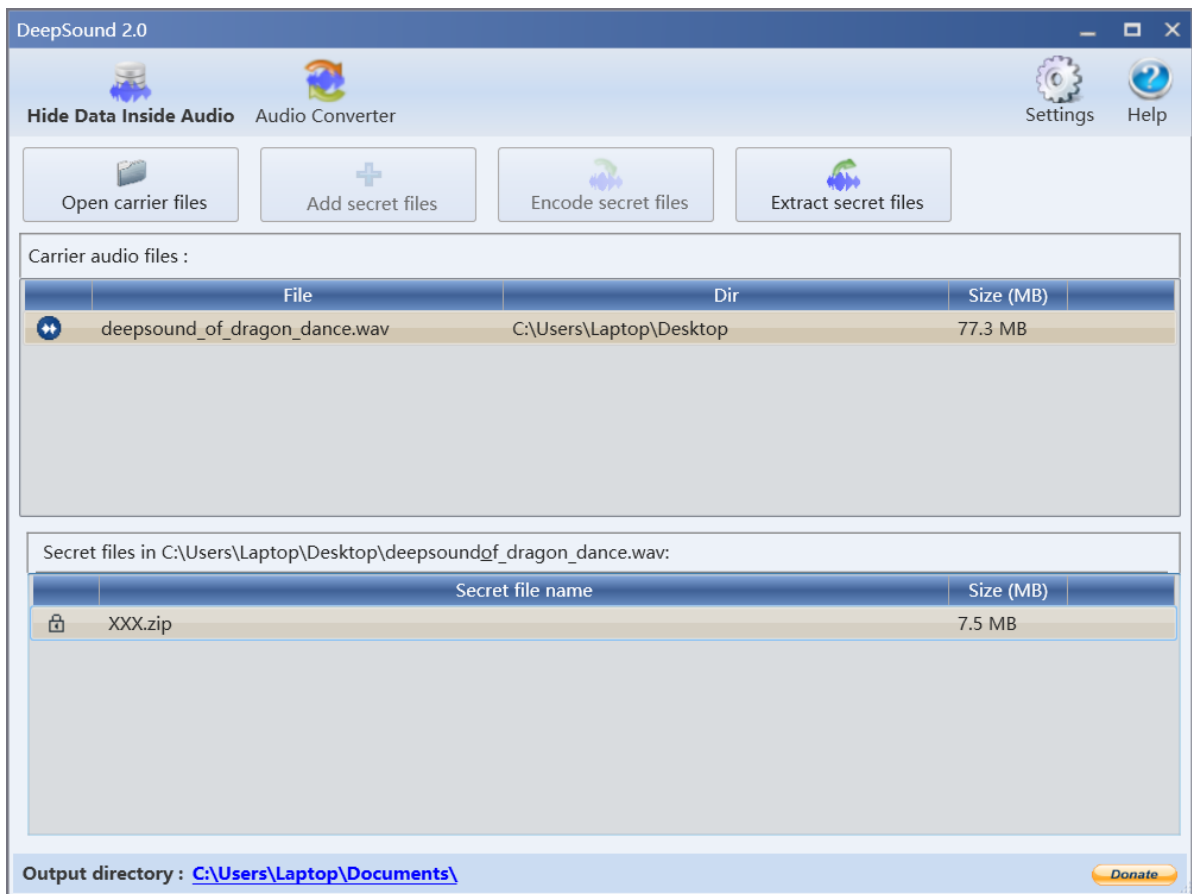 DeepSound 2.0
Hide Data Inside Audio Audio Converter Settings Help
Open carrier files Add secret files Encode secret files Extract secret files
Carrier audio files :
File Dir Size (MB)
deepsound_of_dragon_dance.wav C:\Users\Laptop\Desktop 77.3 MB
Secret files in C:\Users\Laptop\Desktop\deepsoundof_dragon_dance.wav:
Secret file name Size (MB)
XXX.zip 7.5 MB
Output directory : C:\Users\Laptop\Documents\ Donate